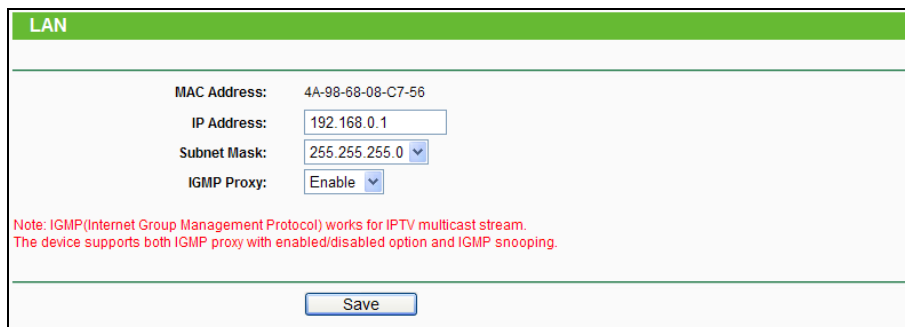 LAN
MAC Address: 4A-98-68-08-C7-56
IP Address: 192.168.0.1
Subnet Mask: 255.255.255.0
IGMP Proxy: Enable
Note: IGMP(Internet Group Management Protocol) works for IPTV multicast stream.
The device supports both IGMP proxy with enabled/disabled option and IGMP snooping.
Save